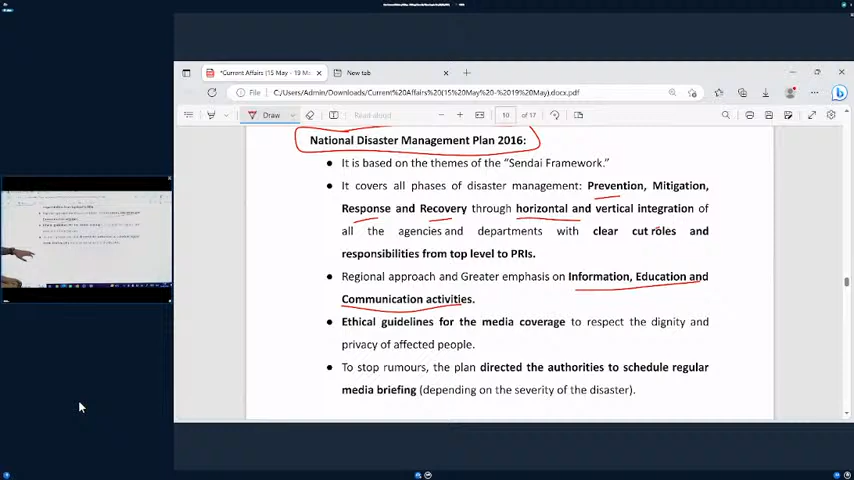 *Current Affairs (15 May - 19 M
New tab
File
C:/Users/Admin/Downloads/Current%20Affairs%20(15%20May%20-%2019%20May).docx.pdf
Draw
Read aloud
10 of 17
National Disaster Management Plan 2016:
● It is based on the themes of the “Sendai Framework.”
● It covers all phases of disaster management: Prevention, Mitigation,
Response and Recovery through horizontal and vertical integration of
all the agencies and departments with clear cut roles and
responsibilities from top level to PRIs.
● Regional approach and Greater emphasis on Information, Education and
Communication activities.
● Ethical guidelines for the media coverage to respect the dignity and
privacy of affected people.
● To stop rumours, the plan directed the authorities to schedule regular
media briefing (depending on the severity of the disaster).